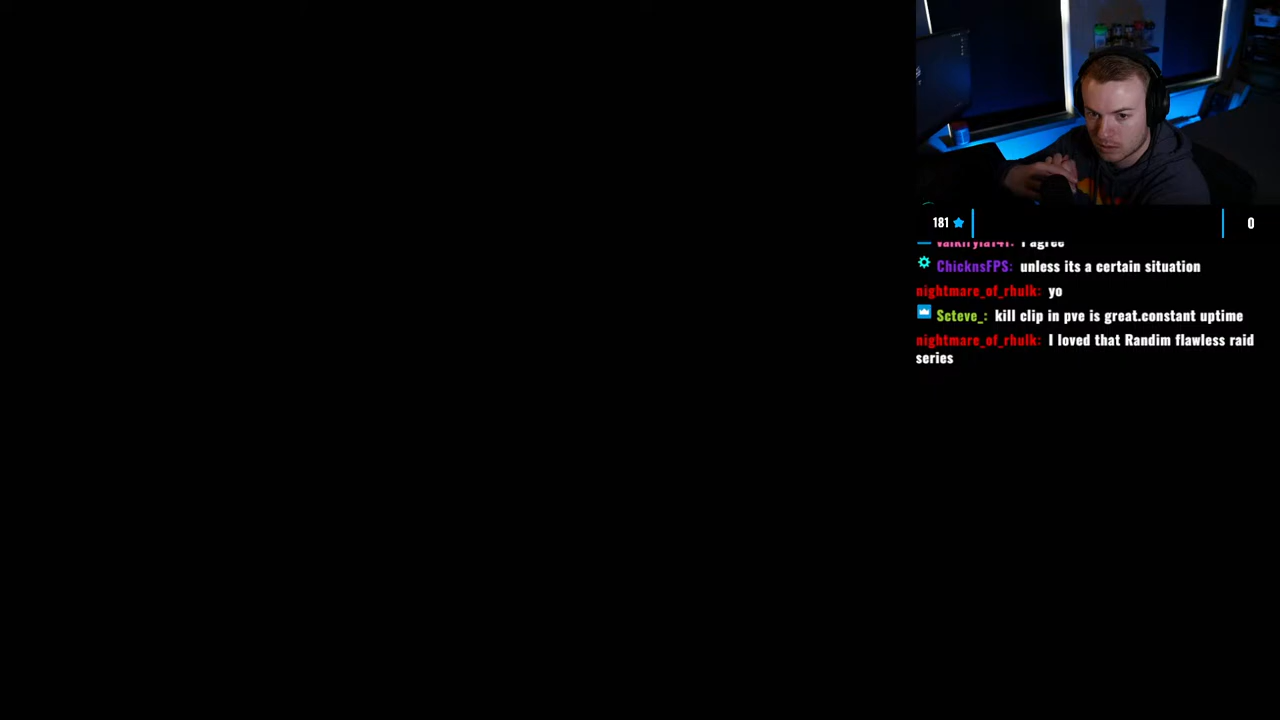 181 0
I agree
ChicknsFPS: unless its a certain situation
nightmare_of_rhulk: yo
Scteve_: kill clip in pve is great.constant uptime
nightmare_of_rhulk: I loved that Randim flawless raid
series